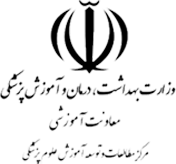 وزارت بهداشت، درمان و آموزش پزشکی
معاونت آموزشی
مرکز مطالعات و توسعه آموزش علوم پزشکی